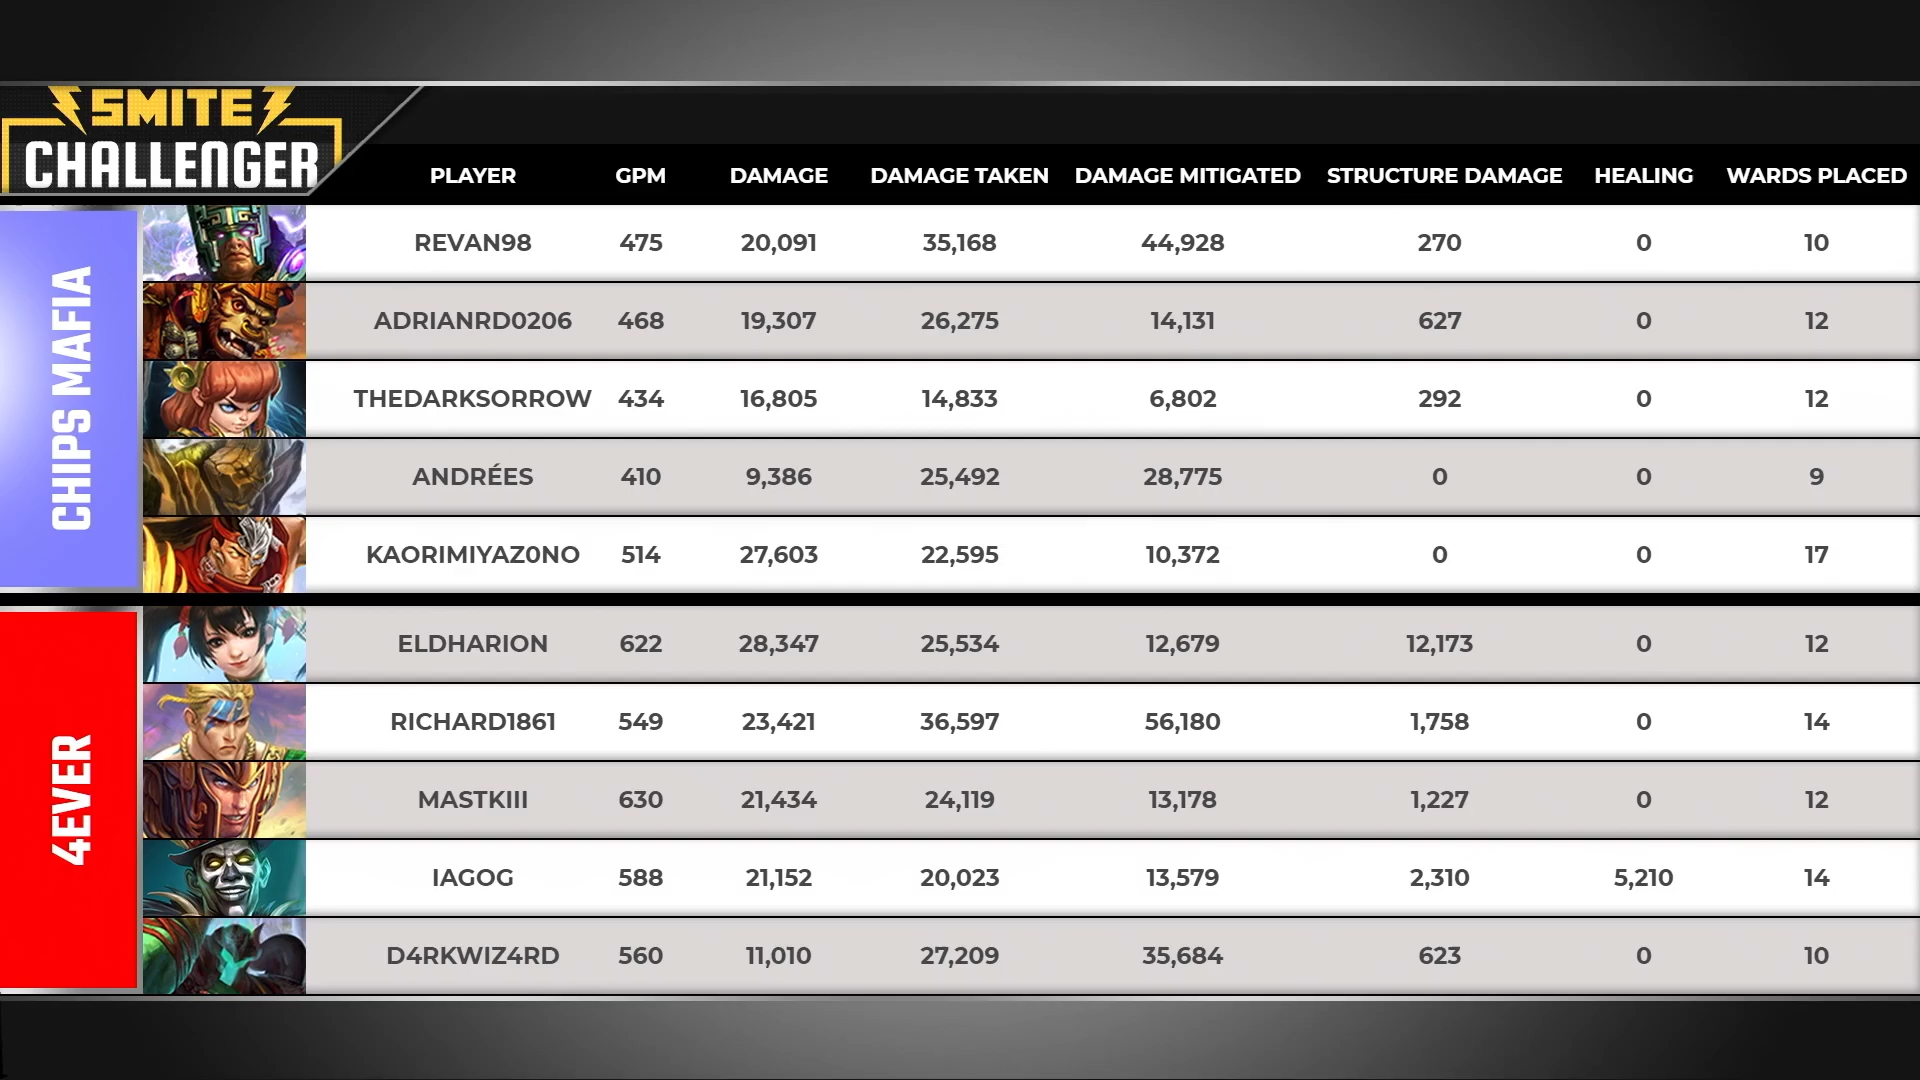 SMITE
CHALLENGER
PLAYER GPM DAMAGE DAMAGE TAKEN DAMAGE MITIGATED STRUCTURE DAMAGE HEALING WARDS PLACED
CHIPS MAFIA
REVAN98 475 20,091 35,168 44,928 270 0 10
ADRIANRD0206 468 19,307 26,275 14,131 627 0 12
THEDARKSORROW 434 16,805 14,833 6,802 292 0 12
ANDRÉES 410 9,386 25,492 28,775 0 0 9
KAORIMIYAZ0NO 514 27,603 22,595 10,372 0 0 17
4EVER
ELDHARION 622 28,347 25,534 12,679 12,173 0 12
RICHARD1861 549 23,421 36,597 56,180 1,758 0 14
MASTKIII 630 21,434 24,119 13,178 1,227 0 12
IAGOG 588 21,152 20,023 13,579 2,310 5,210 14
D4RKWIZ4RD 560 11,010 27,209 35,684 623 0 10